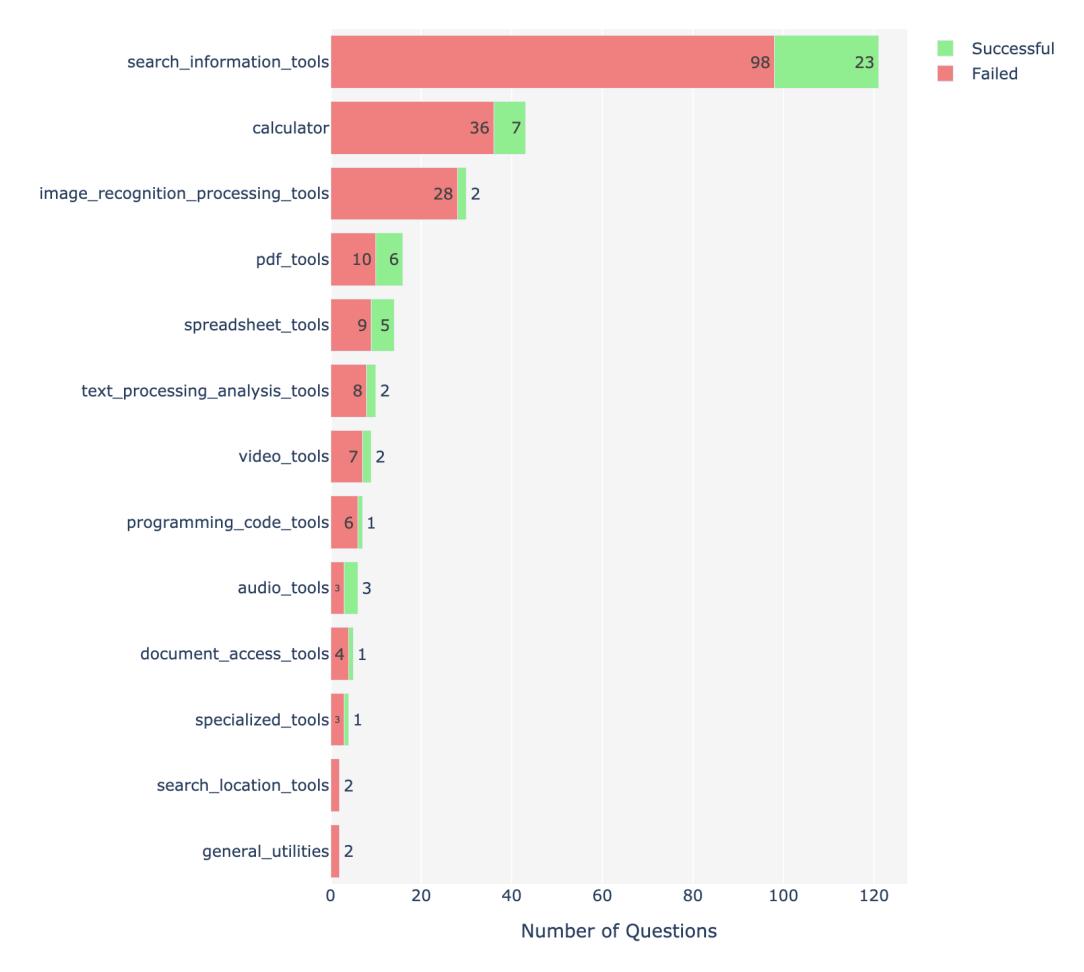 search_information_tools 98 23
calculator 36 7
image_recognition_processing_tools 28 2
pdf_tools 10 6
spreadsheet_tools 9 5
text_processing_analysis_tools 8 2
video_tools 7 2
programming_code_tools 6 1
audio_tools 3 3
document_access_tools 4 1
specialized_tools 3 1
search_location_tools 2
general_utilities 2
0 20 40 60 80 100 120
Number of Questions
Successful
Failed